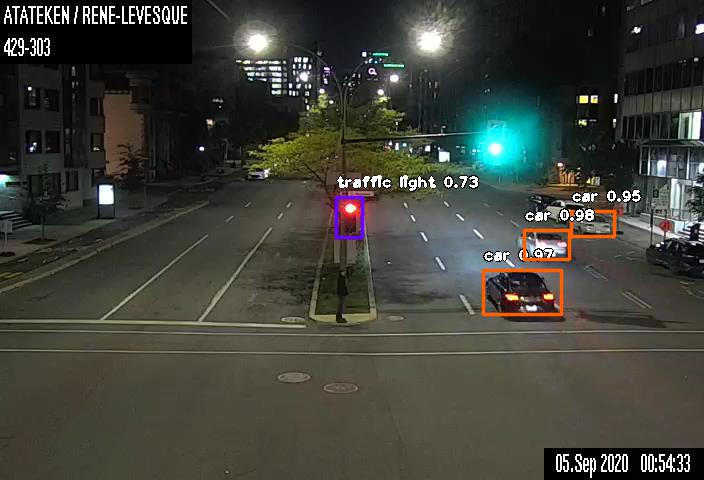 ATATEKEN / RENE-LEVESQUE
429-303
traffic light 0.73
car 0.95
car 0.98
car 0.97
05.Sep 2020 00:54:33